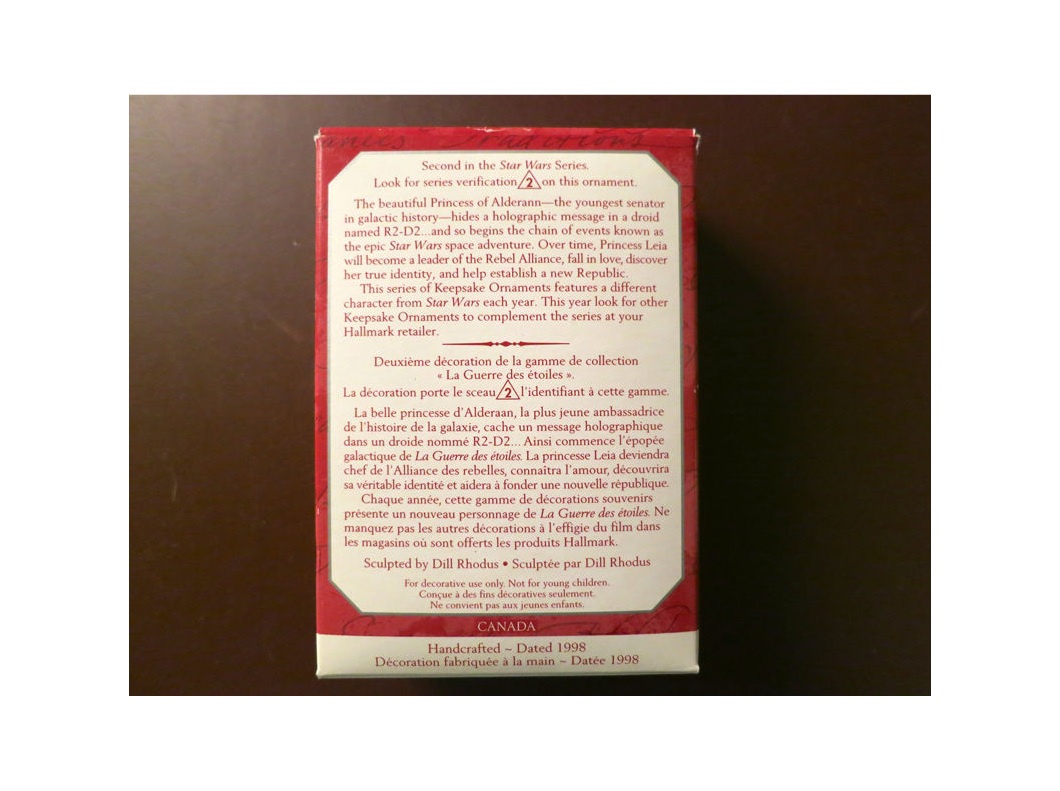 Traditions
Second in the Star Wars Series.
Look for series verification 2 on this ornament.
The beautiful Princess of Alderann—the youngest senator
in galactic history—hides a holographic message in a droid
named R2-D2...and so begins the chain of events known as
the epic Star Wars space adventure. Over time, Princess Leia
will become a leader of the Rebel Alliance, fall in love, discover
her true identity, and help establish a new Republic.
This series of Keepsake Ornaments features a different
character from Star Wars each year. This year look for other
Keepsake Ornaments to complement the series at your
Hallmark retailer.
Deuxième décoration de la gamme de collection
« La Guerre des étoiles ».
La décoration porte le sceau 2 l'identifiant à cette gamme.
La belle princesse d'Alderaan, la plus jeune ambassadrice
de l'histoire de la galaxie, cache un message holographique
dans un droide nommé R2-D2... Ainsi commence l'épopée
galactique de La Guerre des étoiles. La princesse Leia deviendra
chef de l'Alliance des rebelles, connaîtra l'amour, découvrira
sa véritable identité et aidera à fonder une nouvelle république.
Chaque année, cette gamme de décorations souvenirs
présente un nouveau personnage de La Guerre des étoiles. Ne
manquez pas les autres décorations à l'effigie du film dans
les magasins où sont offerts les produits Hallmark.
Sculpted by Dill Rhodus • Sculptée par Dill Rhodus
For decorative use only. Not for young children.
Conçue à des fins décoratives seulement.
Ne convient pas aux jeunes enfants.
CANADA
Handcrafted ~ Dated 1998
Décoration fabriquée à la main ~ Datée 1998